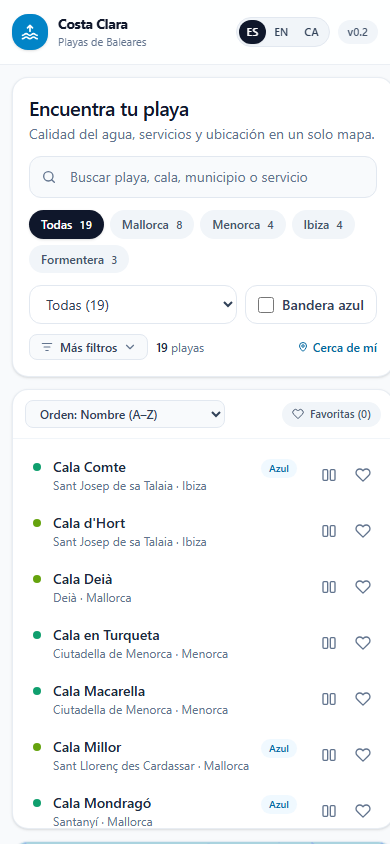 Costa Clara
Playas de Baleares
ES EN CA v0.2
Encuentra tu playa
Calidad del agua, servicios y ubicación en un solo mapa.
Buscar playa, cala, municipio o servicio
Todas 19 Mallorca 8 Menorca 4 Ibiza 4
Formentera 3
Todas (19) Bandera azul
Más filtros 19 playas Cerca de mí
Orden: Nombre (A–Z) Favoritas (0)
Cala Comte Azul
Sant Josep de sa Talaia · Ibiza
Cala d'Hort
Sant Josep de sa Talaia · Ibiza
Cala Deià
Deià · Mallorca
Cala en Turqueta
Ciutadella de Menorca · Menorca
Cala Macarella
Ciutadella de Menorca · Menorca
Cala Millor Azul
Sant Llorenç des Cardassar · Mallorca
Cala Mondragó Azul
Santanyí · Mallorca